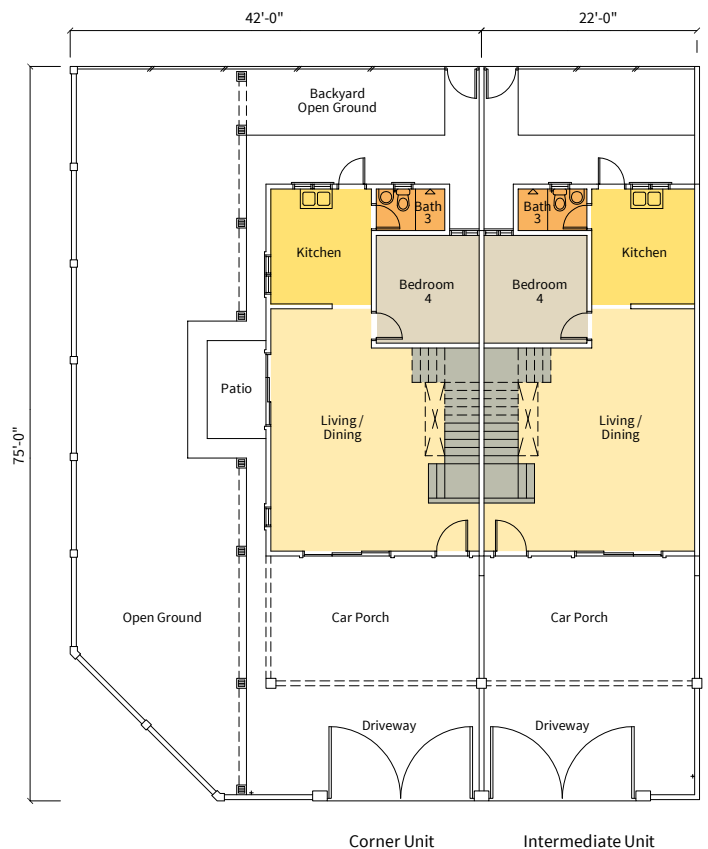 42'-0"
22'-0"
Backyard
Open Ground
Bath
3
Bath
3
Kitchen
Kitchen
Bedroom
4
Bedroom
4
Patio
Living /
Dining
Living /
Dining
75'-0"
Open Ground
Car Porch
Car Porch
Driveway
Driveway
Corner Unit
Intermediate Unit